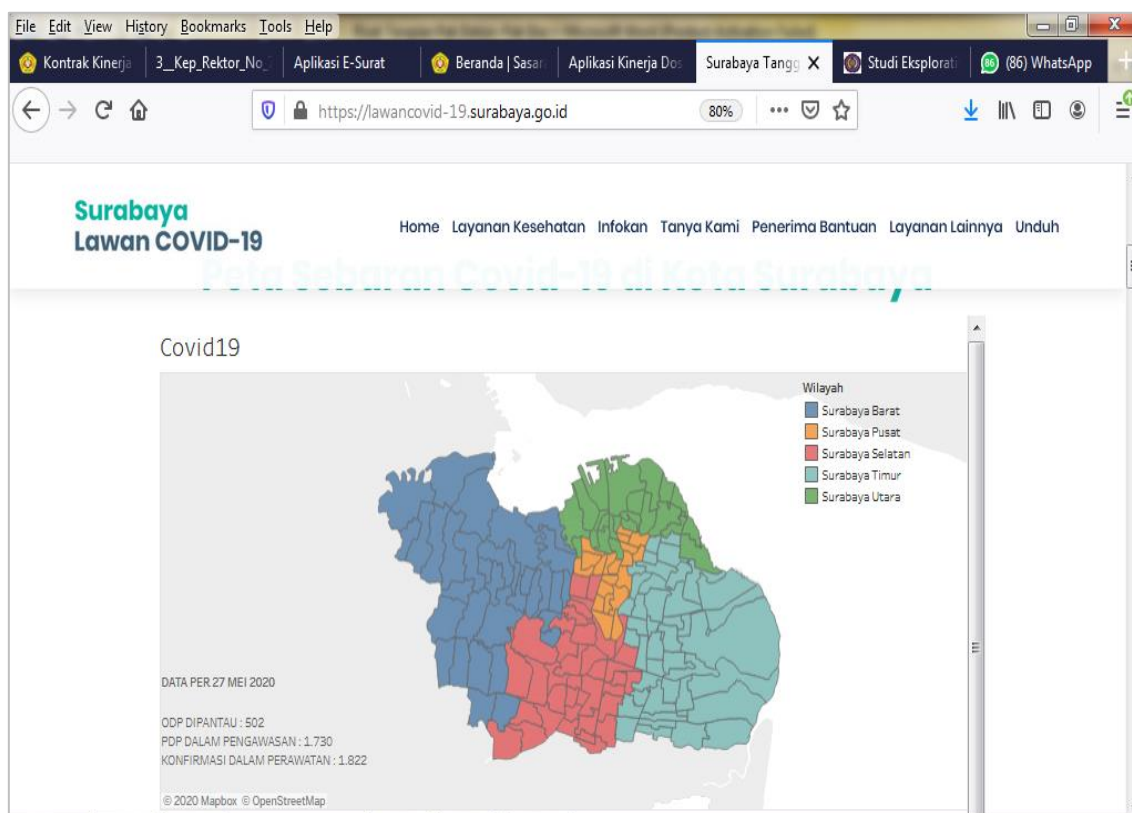 File Edit View History Bookmarks Tools Help
Kontrak Kinerja 3__Kep_Rektor_No_ Aplikasi E-Surat Beranda | Sasar Aplikasi Kinerja Dos Surabaya Tangg Studi Eksplorati (86) WhatsApp
https://lawancovid-19.surabaya.go.id 80%
Surabaya
Lawan COVID-19
Home Layanan Kesehatan Infokan Tanya Kami Penerima Bantuan Layanan Lainnya Unduh
Peta Sebaran Covid-19 di Kota Surabaya
Covid19
Wilayah
Surabaya Barat
Surabaya Pusat
Surabaya Selatan
Surabaya Timur
Surabaya Utara
DATA PER 27 MEI 2020
ODP DIPANTAU : 502
PDP DALAM PENGAWASAN : 1.730
KONFIRMASI DALAM PERAWATAN : 1.822
© 2020 Mapbox © OpenStreetMap